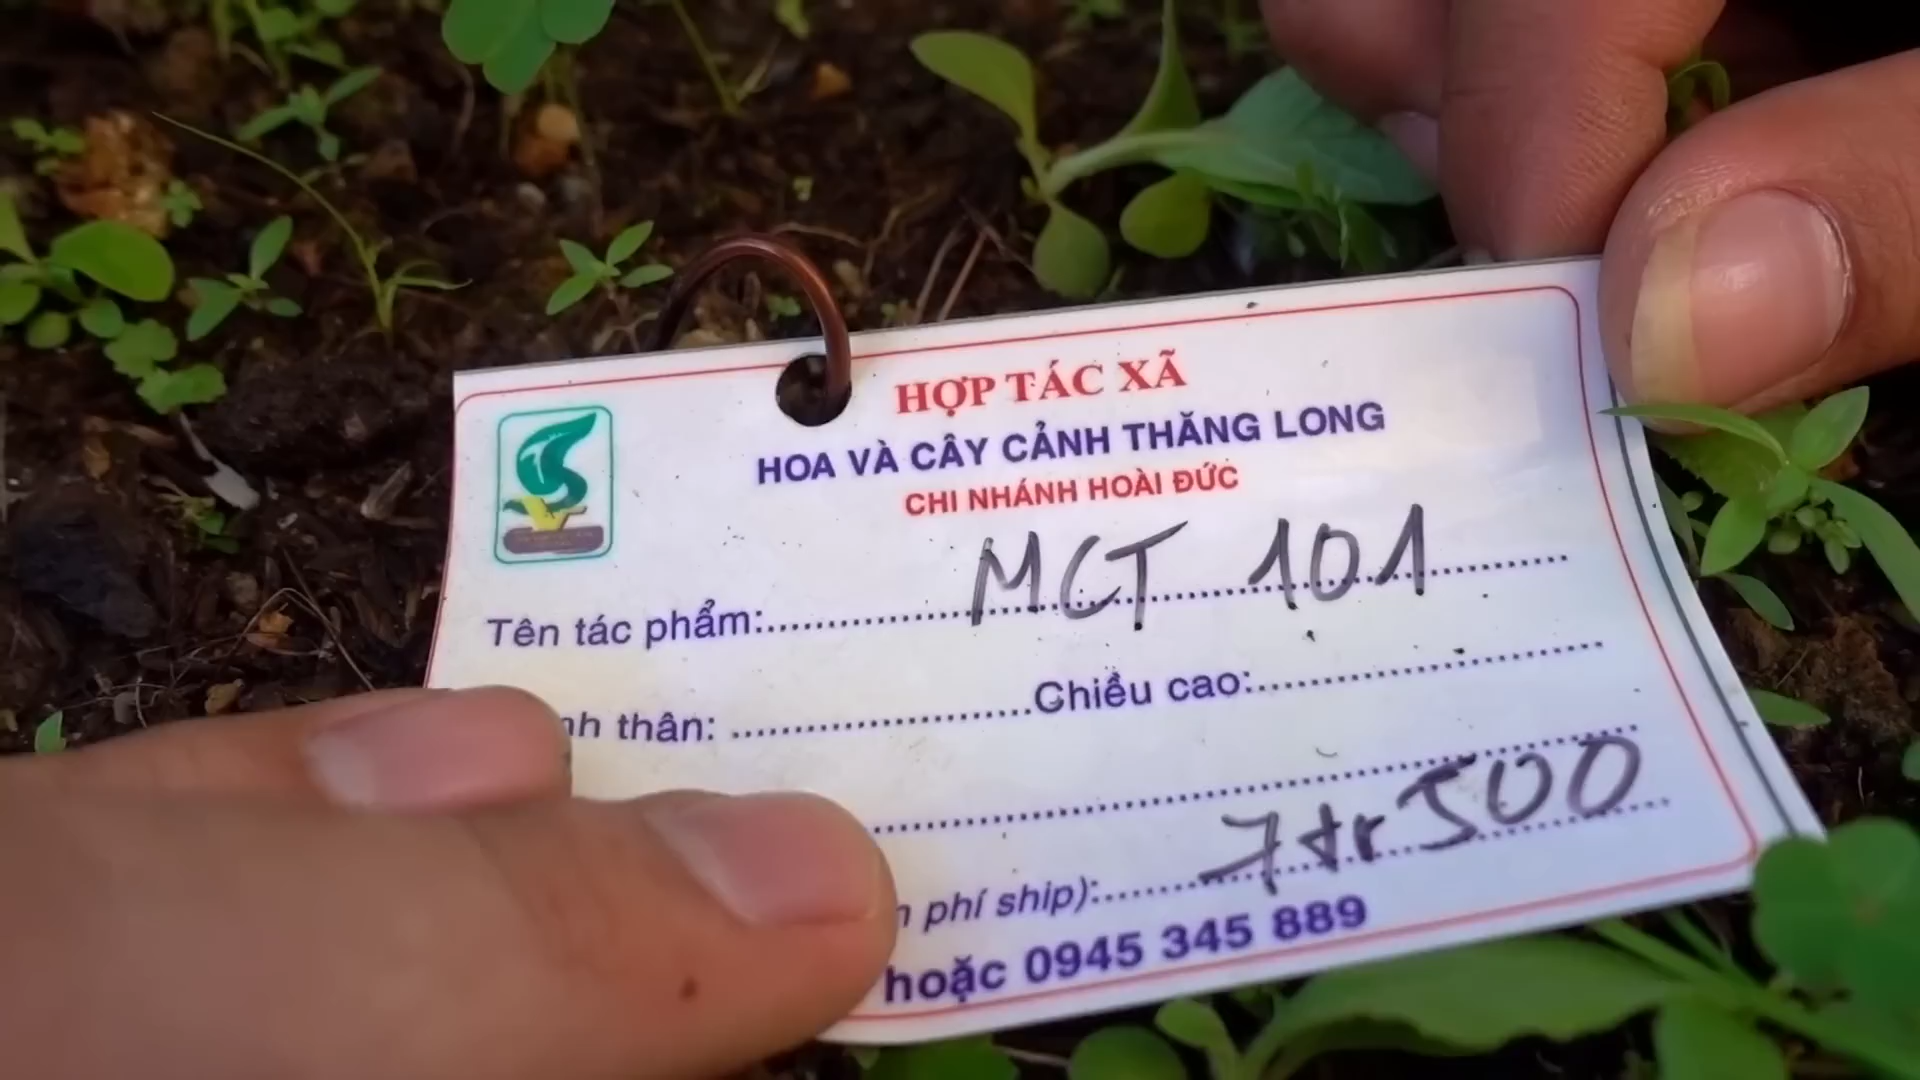 HỢP TÁC XÃ
HOA VÀ CÂY CẢNH THĂNG LONG
CHI NHÁNH HOÀI ĐỨC
Tên tác phẩm: MCT 101
thân: Chiều cao:
phí ship): 7tr500
hoặc 0945 345 889